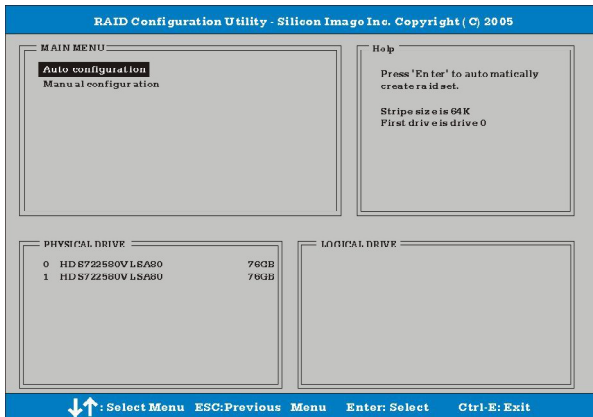 RAID Configuration Utility - Silicon Imago Inc. Copyright ( C) 2005
MAIN MENU
Auto configuration
Manual configuration
Help
Press 'Enter' to automatically
create raid set.
Stripe size is 64K
First drive is drive 0
PHYSICAL DRIVE
0 HDS722580VLSA80 76GB
1 HDS722580VLSA80 76GB
LOGICAL DRIVE
↓↑: Select Menu ESC:Previous Menu Enter: Select Ctrl-E: Exit